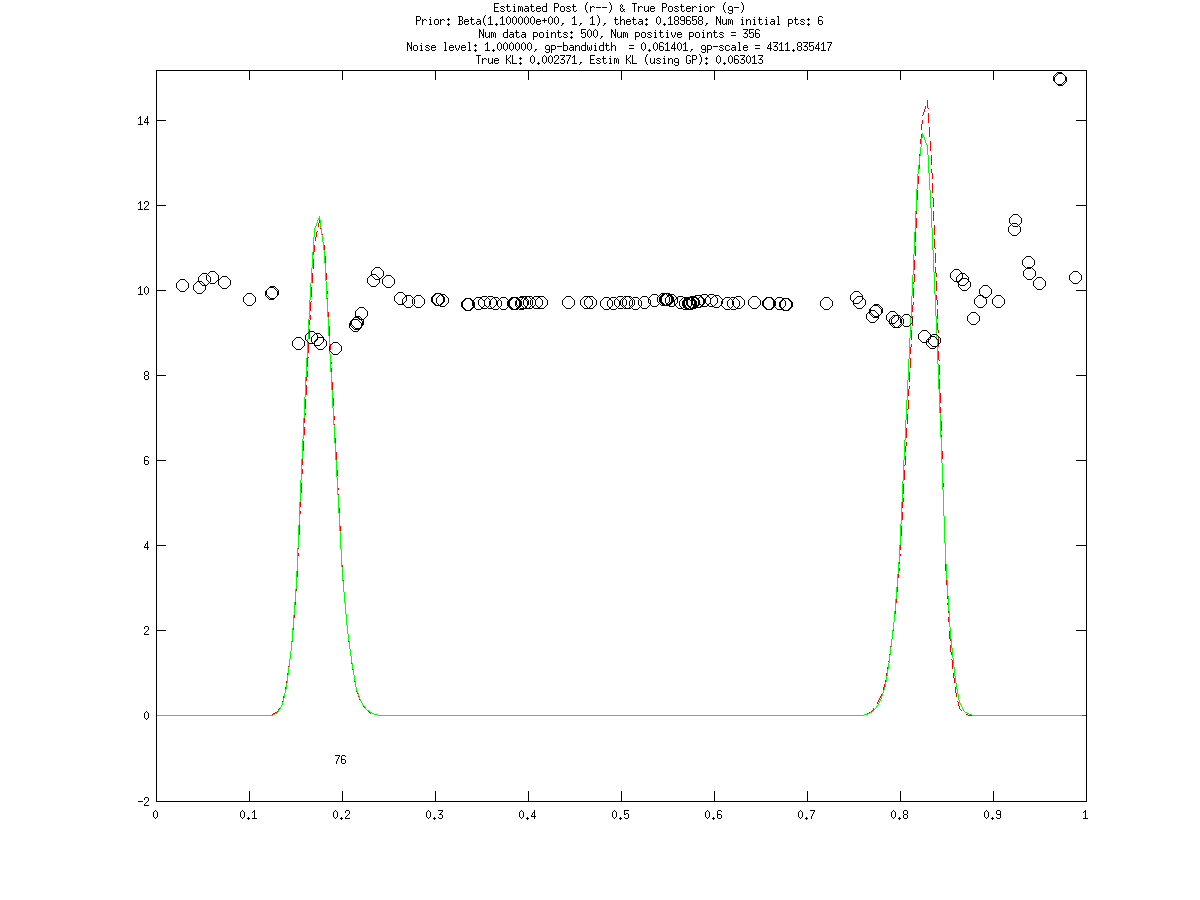 Estimated Post (r--) & True Posterior (g-)
Prior: Beta(1.100000e+00, 1, 1), theta: 0.189658, Num initial pts: 6
Num data points: 500, Num positive points = 356
Noise level: 1.000000, gp-bandwidth  = 0.061401, gp-scale = 4311.835417
True KL: 0.002371, Estim KL (using GP): 0.063013
14
12
10
8
6
4
2
0
76
-2
0 0.1 0.2 0.3 0.4 0.5 0.6 0.7 0.8 0.9 1